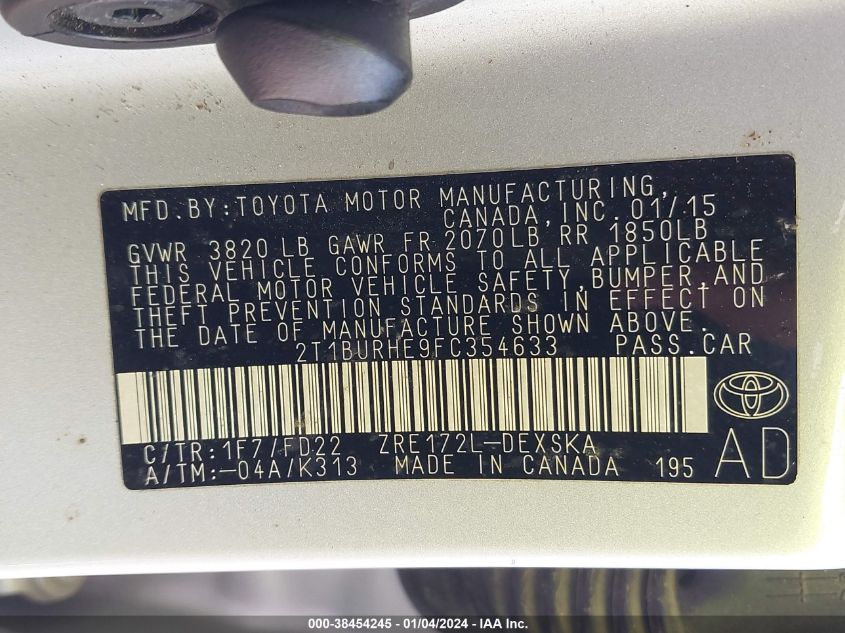 MFD.BY:TOYOTA MOTOR MANUFACTURING,
CANADA,INC.01/15
GVWR 3820 LB GAWR FR 2070LB RR 1850LB
THIS VEHICLE CONFORMS TO ALL APPLICABLE
FEDERAL MOTOR VEHICLE SAFETY,BUMPER,AND
THEFT PREVENTION STANDARDS IN EFFECT ON
THE DATE OF MANUFACTURE SHOWN ABOVE.
2T1BURHE9FC354633 PASS.CAR
C/TR:1F7/FD22 ZRE172L-DEXSKA
A/TM:-04A/K313 MADE IN CANADA 195 AD
000-38454245 - 01/04/2024 - IAA Inc.